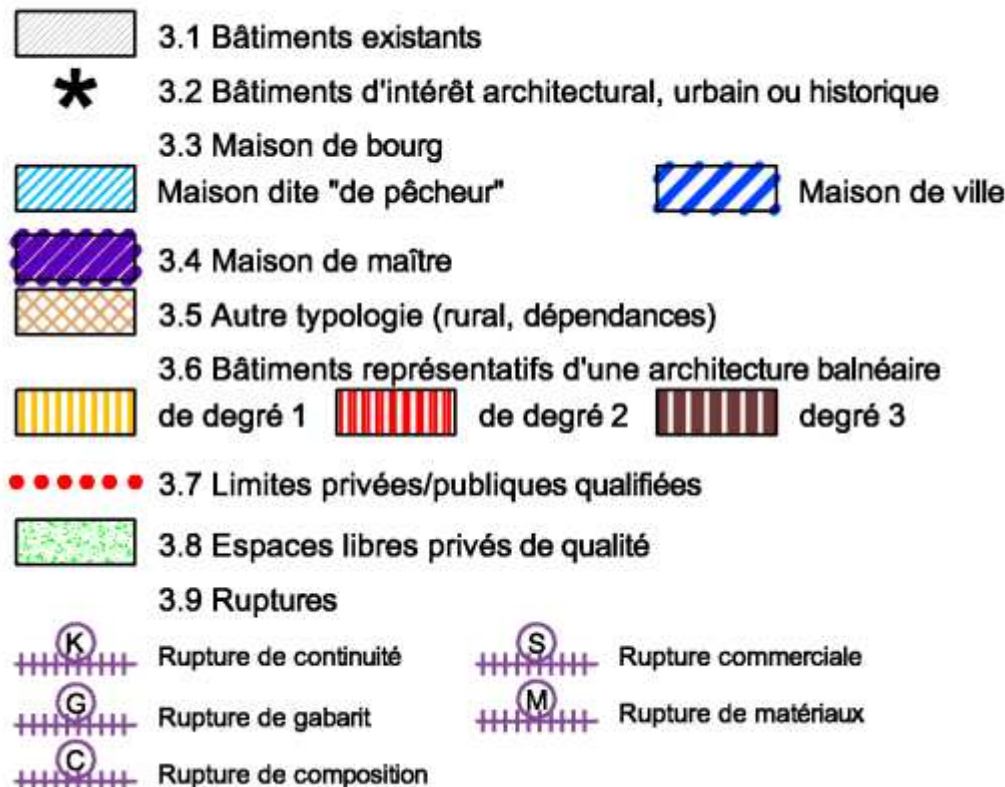 3.1 Bâtiments existants
* 3.2 Bâtiments d'intérêt architectural, urbain ou historique
3.3 Maison de bourg
Maison dite "de pêcheur" Maison de ville
3.4 Maison de maître
3.5 Autre typologie (rural, dépendances)
3.6 Bâtiments représentatifs d'une architecture balnéaire
de degré 1 de degré 2 degré 3
3.7 Limites privées/publiques qualifiées
3.8 Espaces libres privés de qualité
3.9 Ruptures
K Rupture de continuité S Rupture commerciale
G Rupture de gabarit M Rupture de matériaux
C Rupture de composition